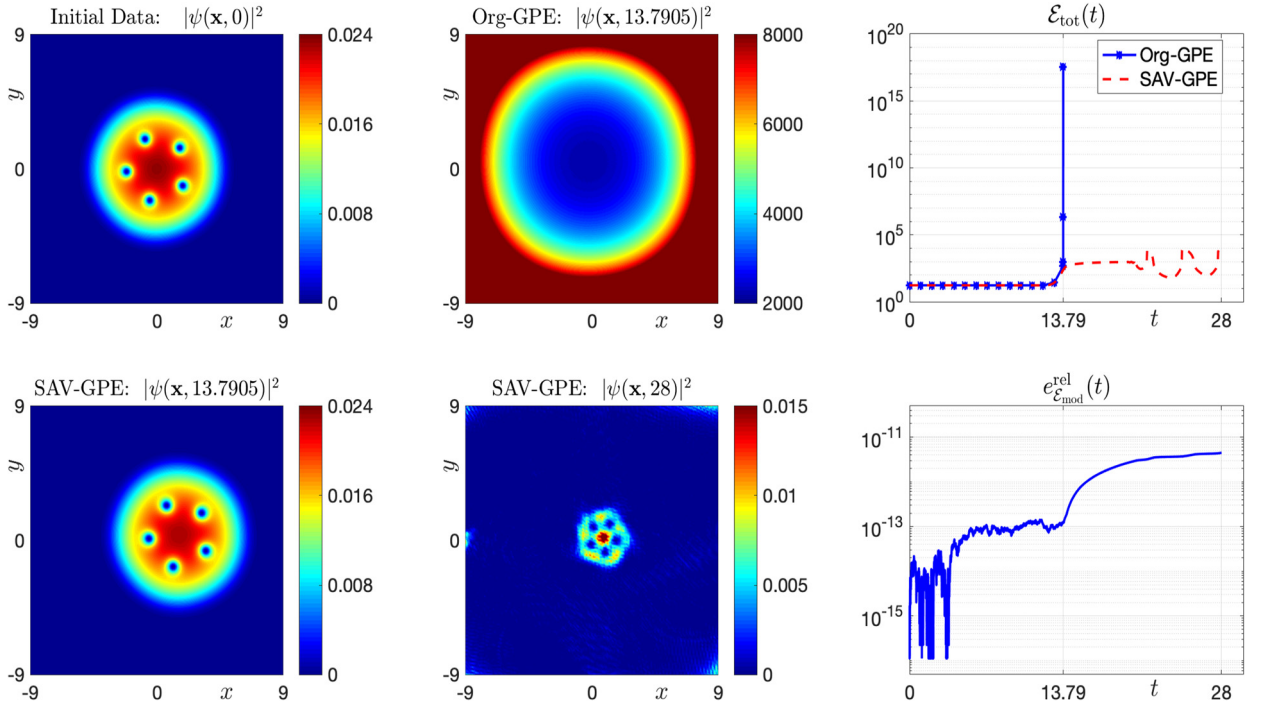 Initial Data: |ψ(x, 0)|²
9
y
0
-9
-9 0 x 9
0.024
0.016
0.008
0
Org-GPE: |ψ(x, 13.7905)|²
9
y
0
-9
-9 0 x 9
8000
6000
4000
2000
ℰtot(t)
10²⁰
10¹⁵
10¹⁰
10⁵
10⁰
Org-GPE
SAV-GPE
0 13.79 t 28
SAV-GPE: |ψ(x, 13.7905)|²
9
y
0
-9
-9 0 x 9
0.024
0.016
0.008
0
SAV-GPE: |ψ(x, 28)|²
9
y
0
-9
-9 0 x 9
0.015
0.01
0.005
0
e^rel_ℰmod(t)
10⁻¹¹
10⁻¹³
10⁻¹⁵
0 13.79 t 28